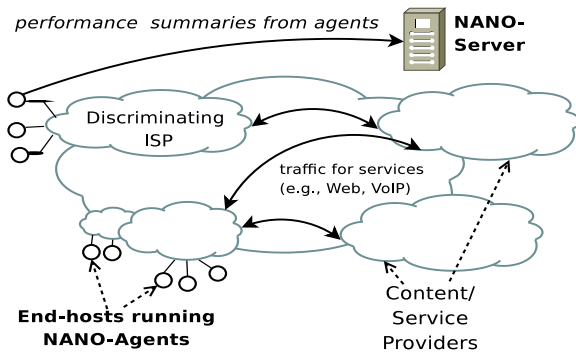 performance summaries from agents
NANO-
Server
Discriminating
ISP
traffic for services
(e.g., Web, VoIP)
End-hosts running
NANO-Agents
Content/
Service
Providers